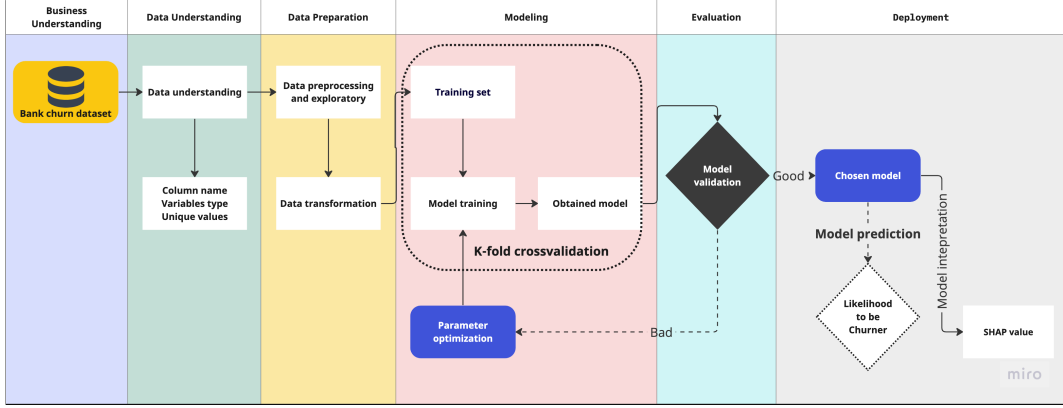 Business
Understanding
Data Understanding
Data Preparation
Modeling
Evaluation
Deployment
Bank churn dataset
Data understanding
Column name
Variables type
Unique values
Data preprocessing
and exploratory
Data transformation
Training set
Model training
Obtained model
K-fold crossvalidation
Parameter
optimization
Model
validation
Good
Bad
Chosen model
Model prediction
Likelihood
to be
Churner
Model intepretation
SHAP value
miro